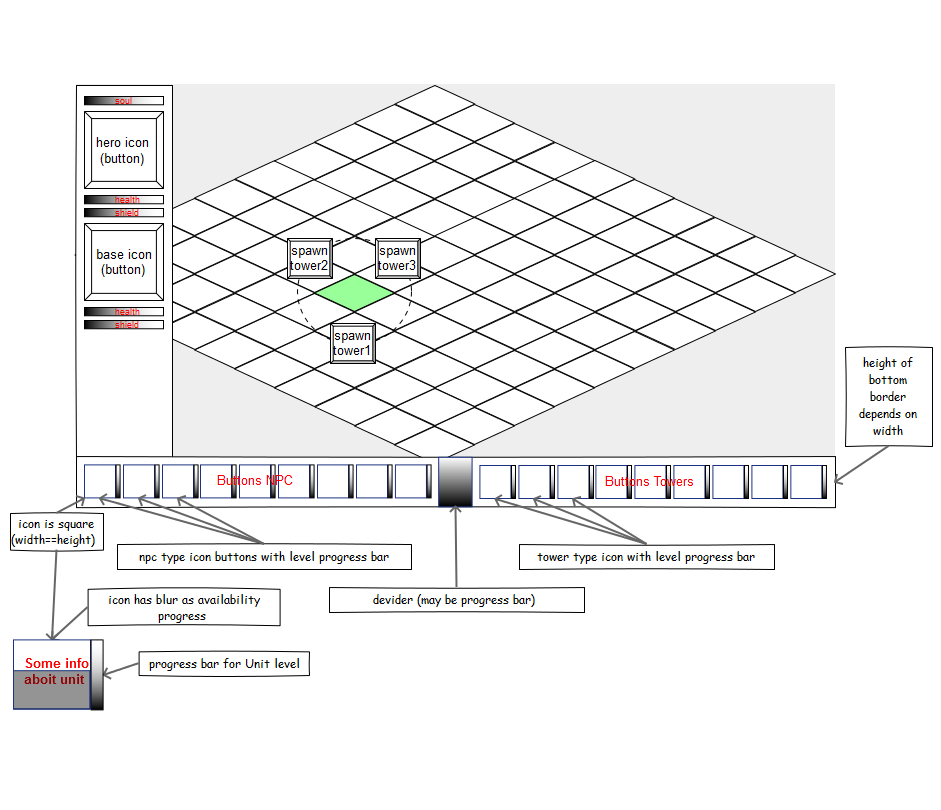 soul
hero icon
(button)
health
shield
base icon
(button)
health
shield
spawn
tower2
spawn
tower3
spawn
tower1
height of
bottom
border
depends on
width
Buttons NPC
Buttons Towers
icon is square
(width==height)
npc type icon buttons with level progress bar
tower type icon with level progress bar
icon has blur as availability
progress
devider (may be progress bar)
Some info
aboit unit
progress bar for Unit level